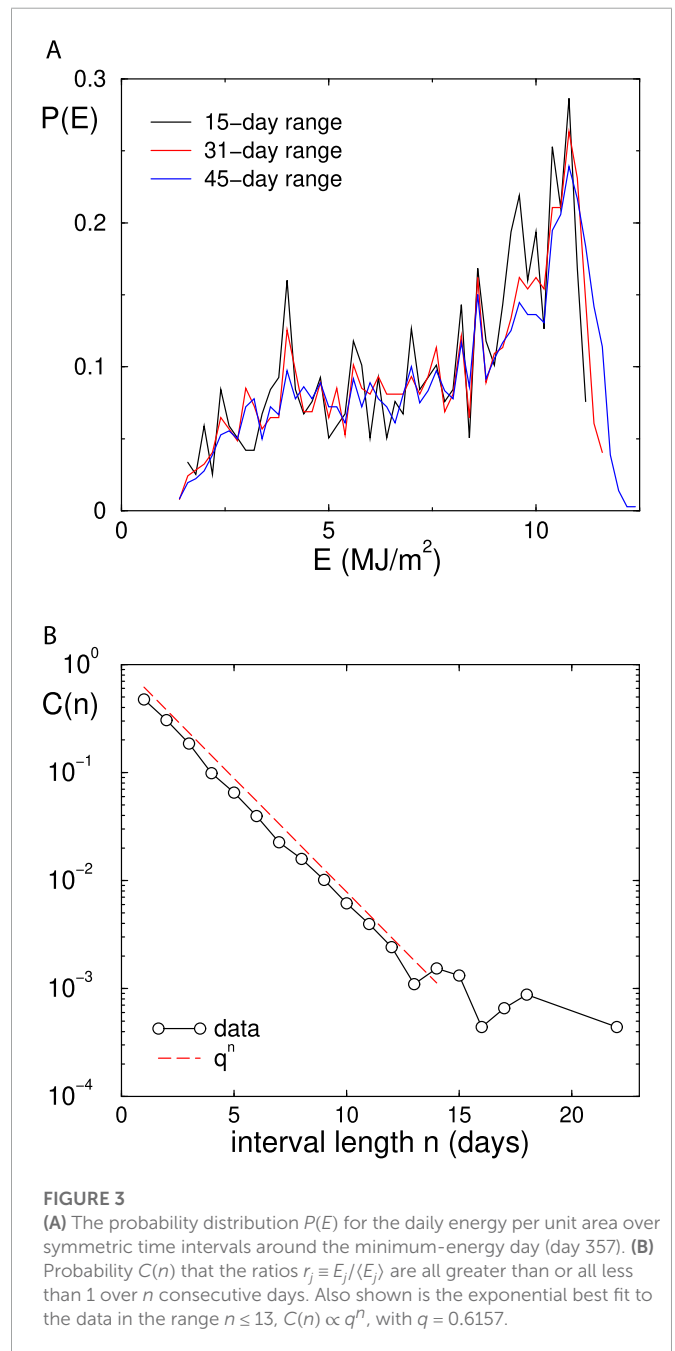 A
0.3
P(E)
15−day range
31−day range
45−day range
0.2
0.1
0
0 5 10
E (MJ/m²)
B
10⁰
C(n)
10⁻¹
10⁻²
10⁻³
data
qⁿ
10⁻⁴
0 5 10 15 20
interval length n (days)
FIGURE 3
(A) The probability distribution P(E) for the daily energy per unit area over
symmetric time intervals around the minimum-energy day (day 357). (B)
Probability C(n) that the ratios rⱼ ≡ Eⱼ/⟨Eⱼ⟩ are all greater than or all less
than 1 over n consecutive days. Also shown is the exponential best fit to
the data in the range n ≤ 13, C(n) ∝ qⁿ, with q = 0.6157.